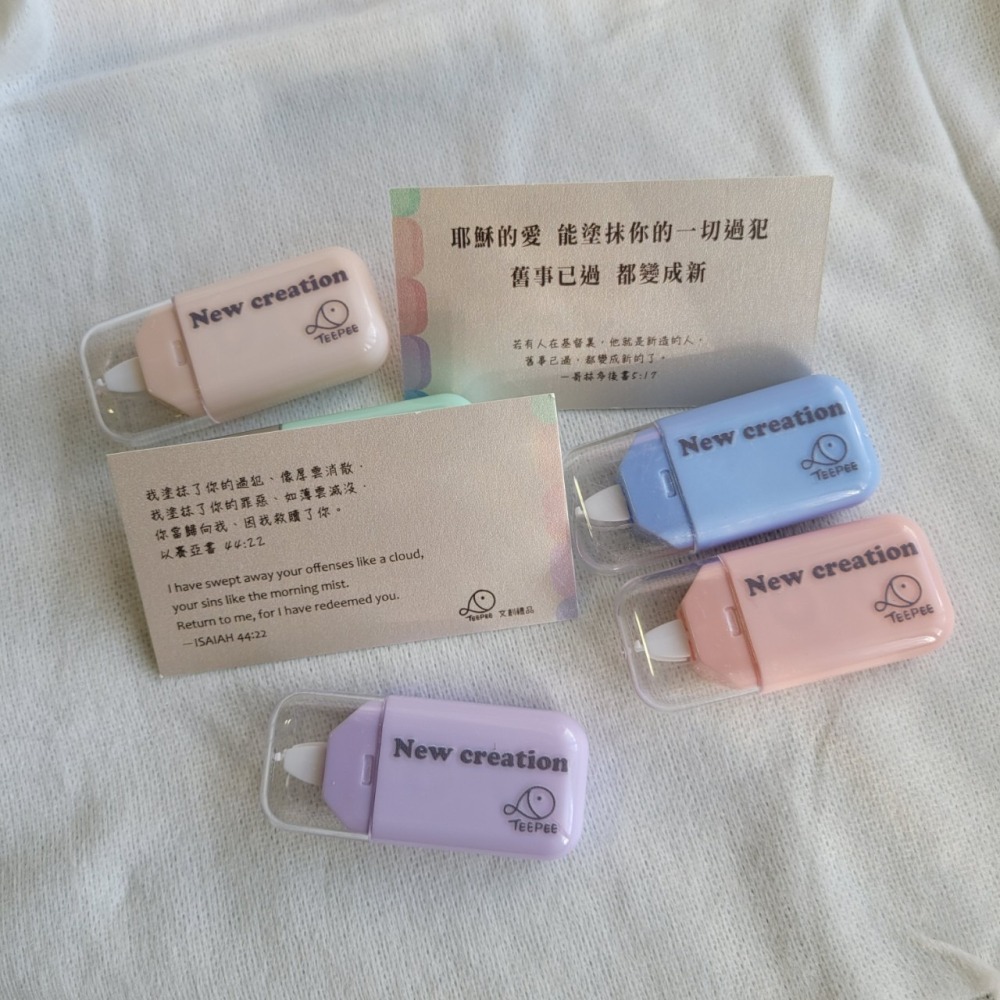 耶穌的愛 能塗抹你的一切過犯
舊事已過 都變成新
若有人在基督裏，他就是新造的人，
舊事已過，都變成新的了。
—哥林多後書5:17
New creation
TEEPEE
我塗抹了你的過犯、像厚雲消散．
我塗抹了你的罪惡、如薄雲滅沒．
你當歸向我、因我救贖了你。
以賽亞書 44:22
I have swept away your offenses like a cloud,
your sins like the morning mist.
Return to me, for I have redeemed you.
—ISAIAH 44:22
TEEPEE 文創禮品
New creation
TEEPEE
New creation
TEEPEE
New creation
TEEPEE